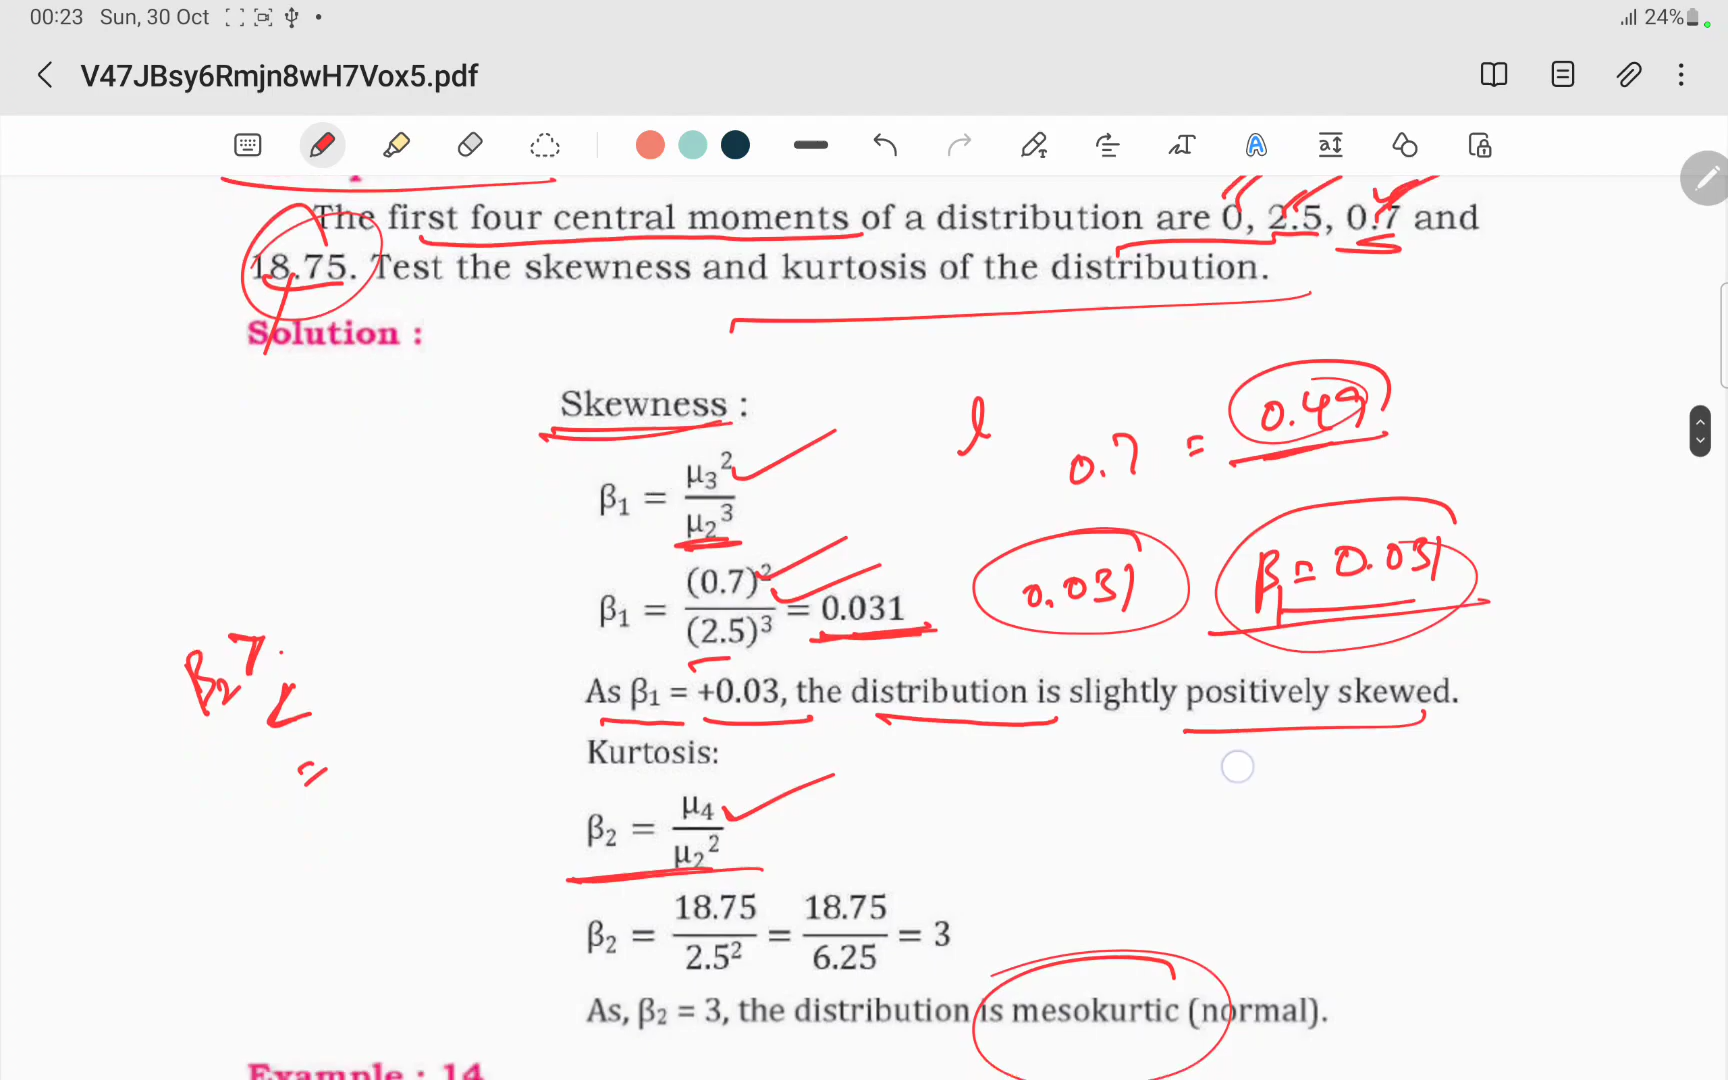 00:23 Sun, 30 Oct 24%
V47JBsy6Rmjn8wH7Vox5.pdf
The first four central moments of a distribution are 0, 2.5, 0.7 and
18.75. Test the skewness and kurtosis of the distribution.
Solution :
Skewness :
0.7 = 0.49
β₁ = μ₃² / μ₂³
β₁ = (0.7)² / (2.5)³ = 0.031
0.031
β₁ = 0.031
β₂ > <
=
As β₁ = +0.03, the distribution is slightly positively skewed.
Kurtosis:
β₂ = μ₄ / μ₂²
β₂ = 18.75 / 2.5² = 18.75 / 6.25 = 3
As, β₂ = 3, the distribution is mesokurtic (normal).
Example : 14